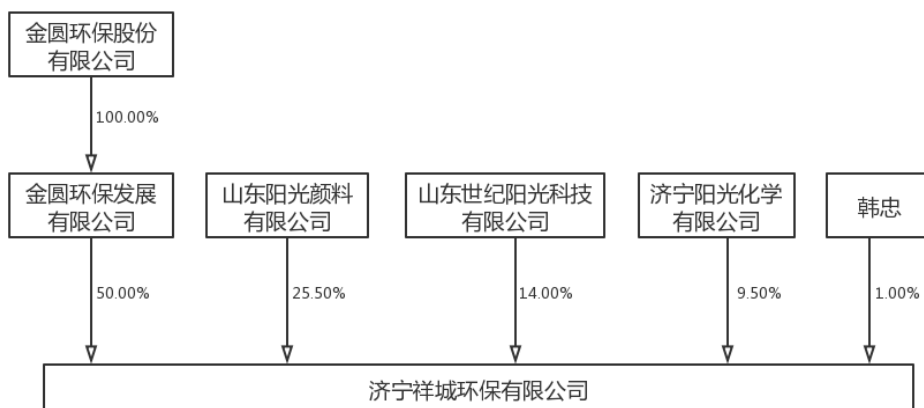 金圆环保股份
有限公司
100.00%
金圆环保发展
有限公司
山东阳光颜料
有限公司
山东世纪阳光科技
有限公司
济宁阳光化学
有限公司
韩忠
50.00%
25.50%
14.00%
9.50%
1.00%
济宁祥城环保有限公司